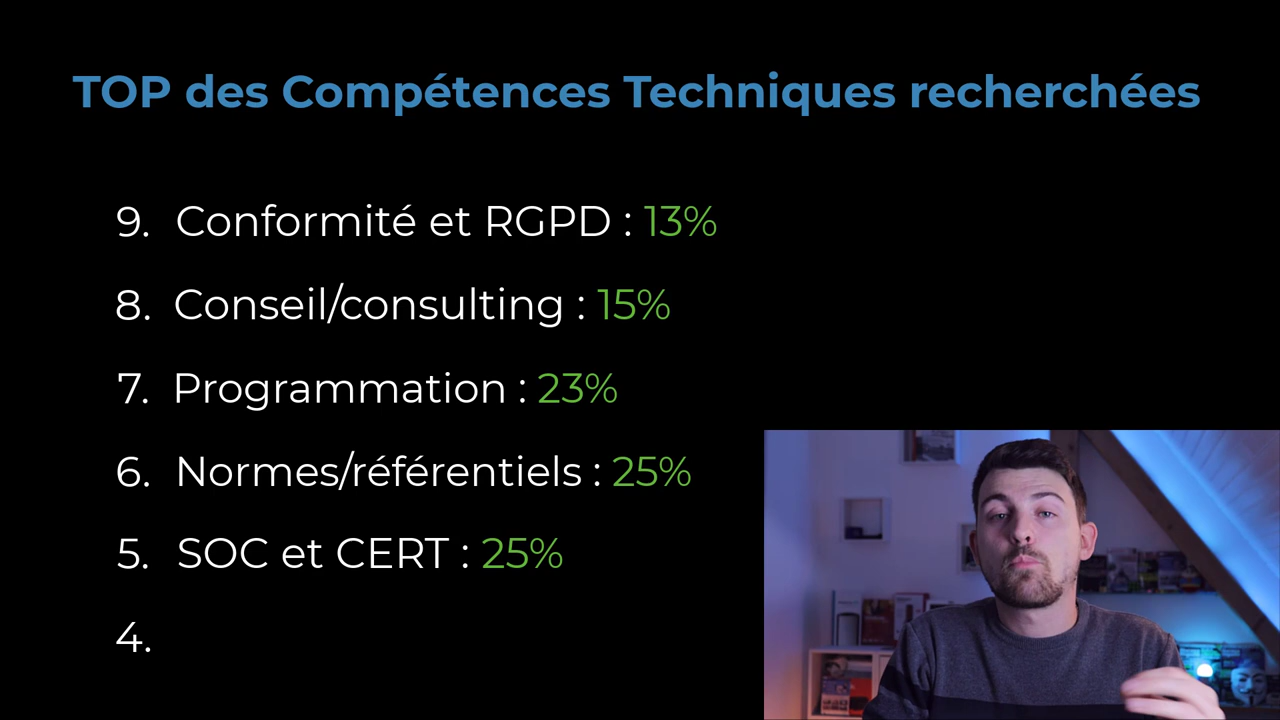 TOP des Compétences Techniques recherchées
9. Conformité et RGPD : 13%
8. Conseil/consulting : 15%
7. Programmation : 23%
6. Normes/référentiels : 25%
5. SOC et CERT : 25%
4.